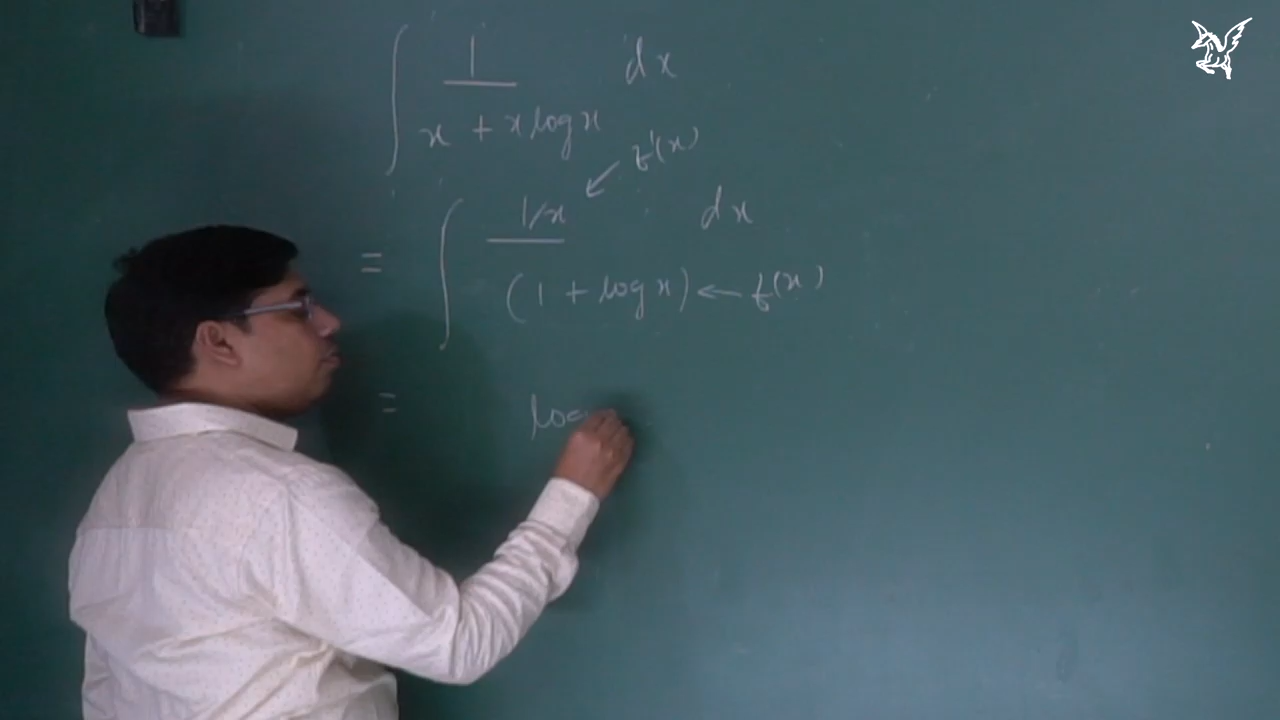 ∫ 1 dx
x + x log x
f'(x)
= ∫ 1/x dx
(1 + log x) ← f(x)
= log